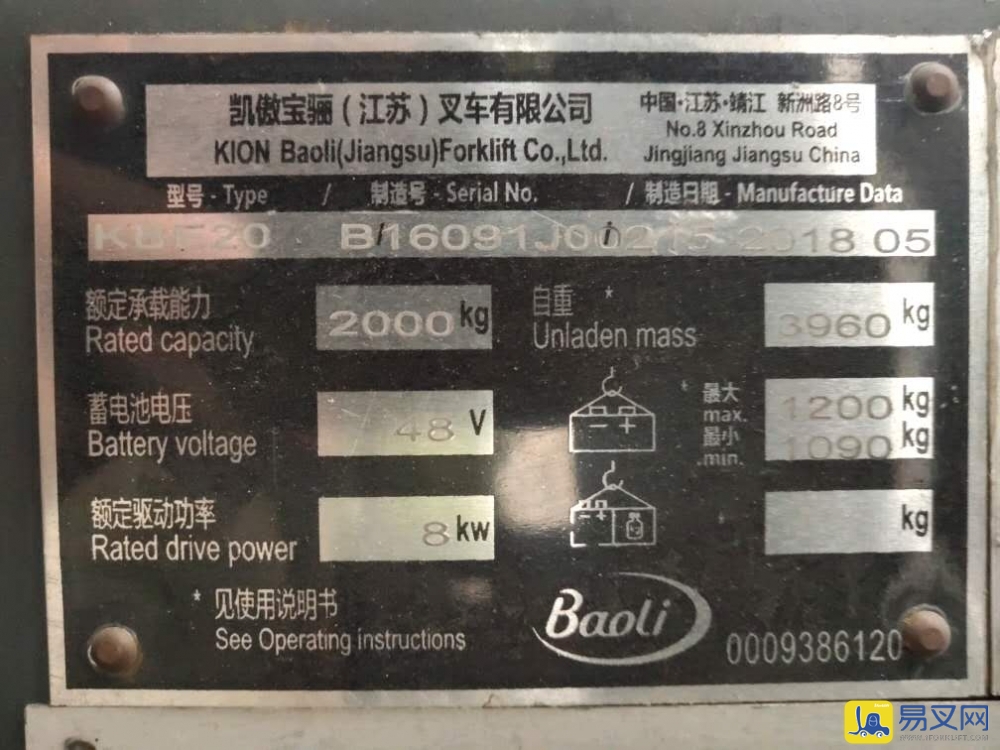 凯傲宝骊（江苏）叉车有限公司
KION Baoli(Jiangsu)Forklift Co.,Ltd.
中国·江苏·靖江 新洲路8号
No.8 Xinzhou Road
Jingjiang Jiangsu China
型号 - Type / 制造号 - Serial No. / 制造日期 - Manufacture Data
2018 05
额定承载能力
Rated capacity
2000 kg
自重 *
Unladen mass
3960 kg
蓄电池电压
Battery voltage
48 V
* 最大
max.
1200 kg
最小
.min.
1090 kg
额定驱动功率
Rated drive power
8 kw
kg
* 见使用说明书
See Operating instructions
Baoli
0009386120
易叉网